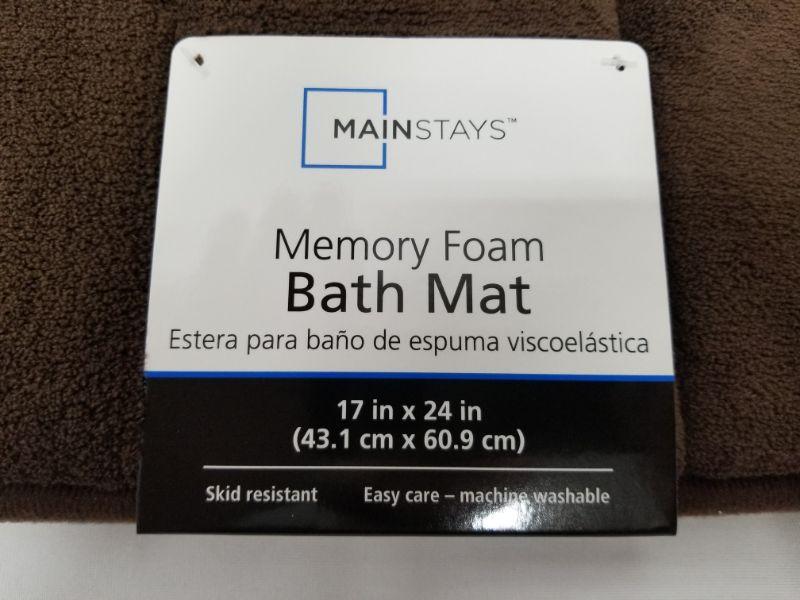 MAINSTAYS™
Memory Foam
Bath Mat
Estera para baño de espuma viscoelástica
17 in x 24 in
(43.1 cm x 60.9 cm)
Skid resistant Easy care – machine washable